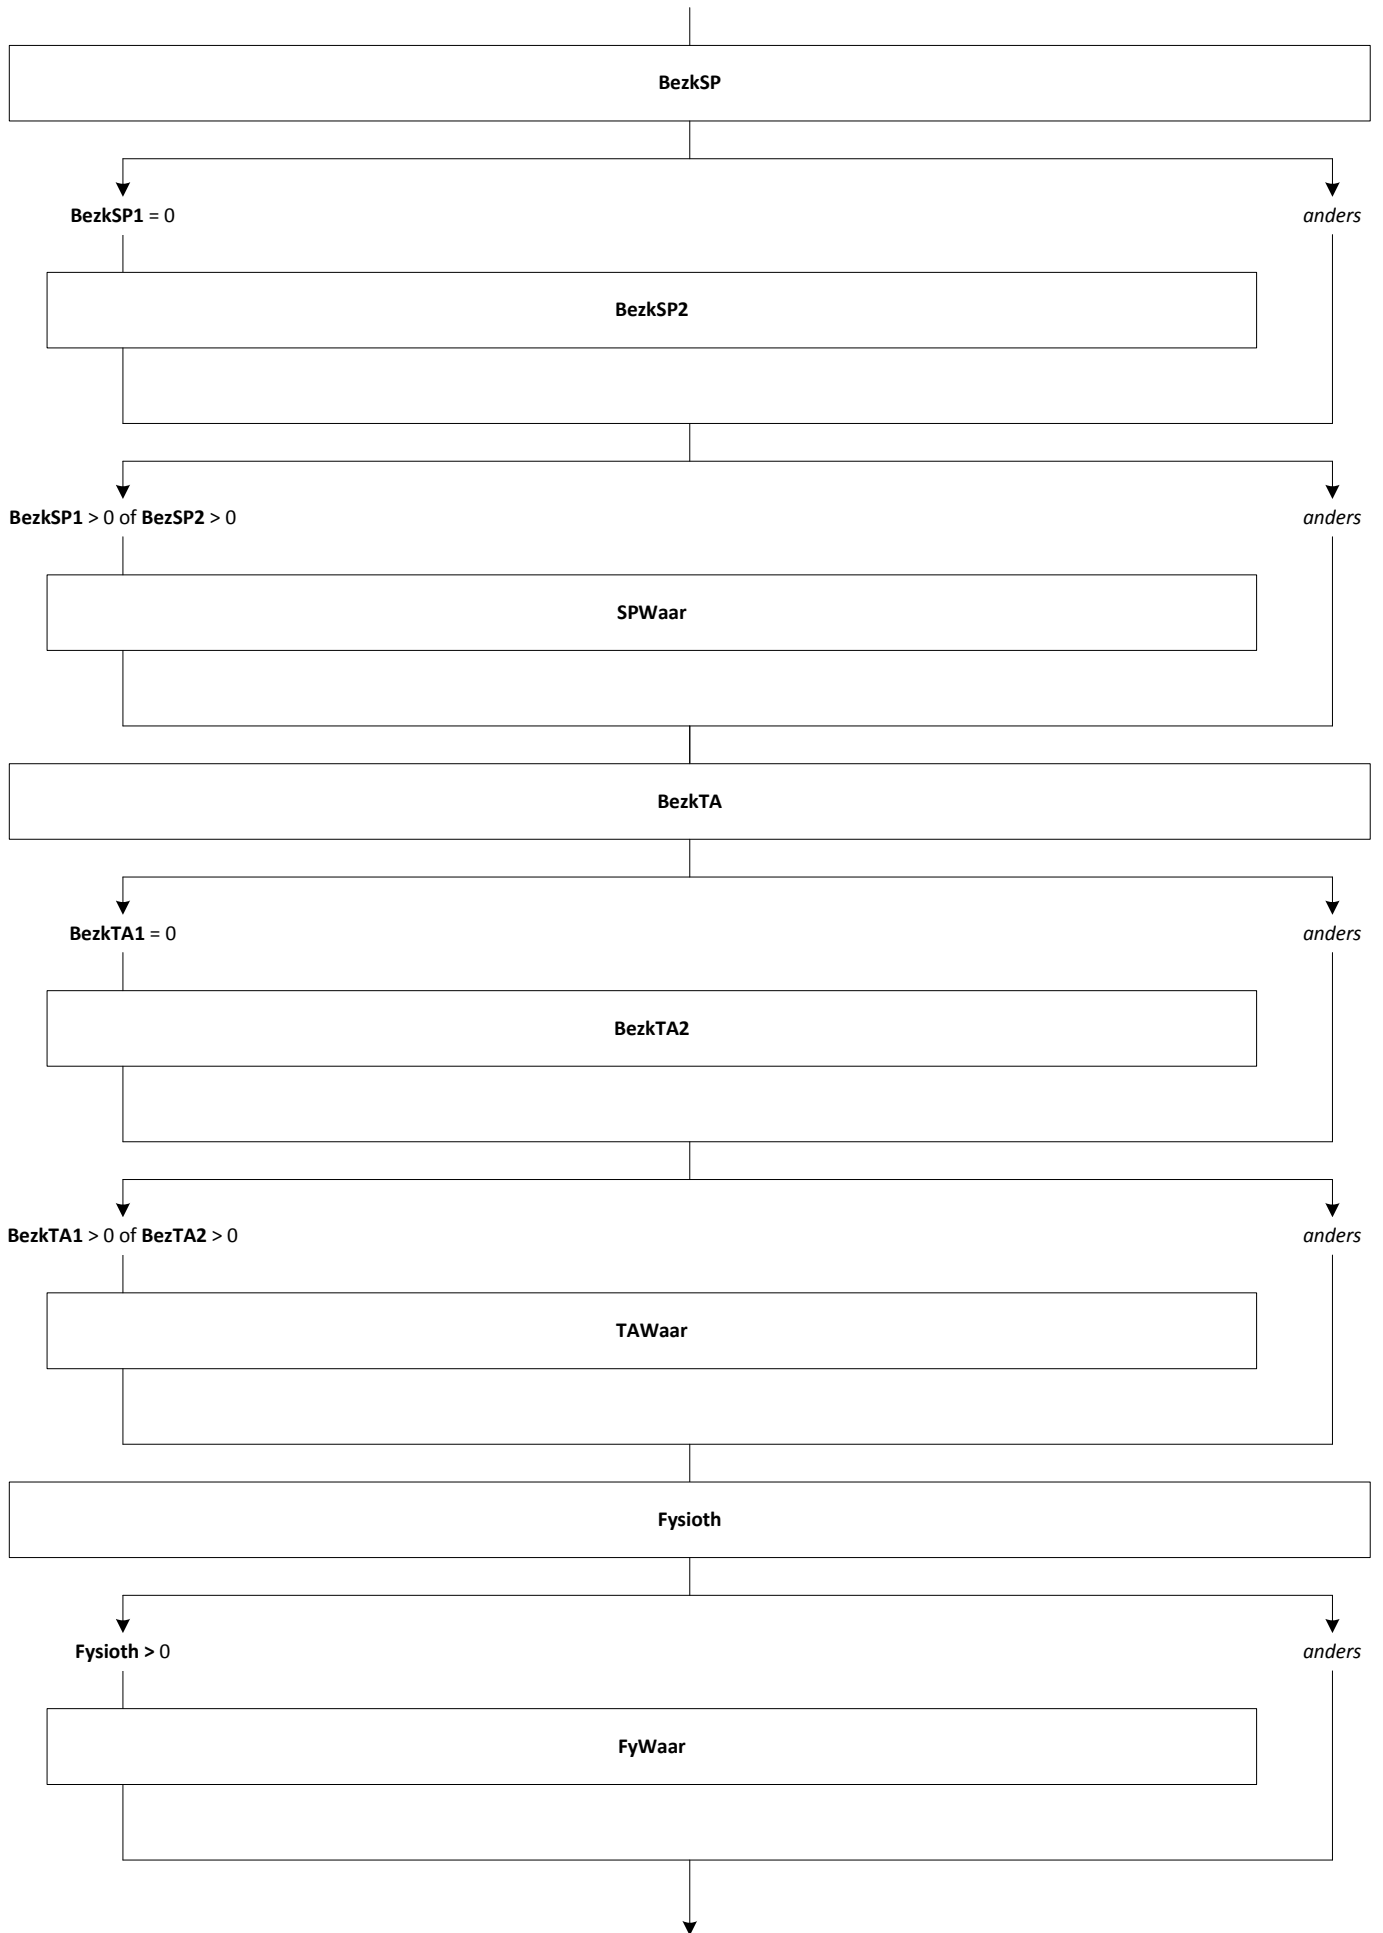 BezkSP
BezkSP1 = 0 anders
BezkSP2
BezkSP1 > 0 of BezSP2 > 0 anders
SPWaar
BezkTA
BezkTA1 = 0 anders
BezkTA2
BezkTA1 > 0 of BezTA2 > 0 anders
TAWaar
Fysioth
Fysioth > 0 anders
FyWaar